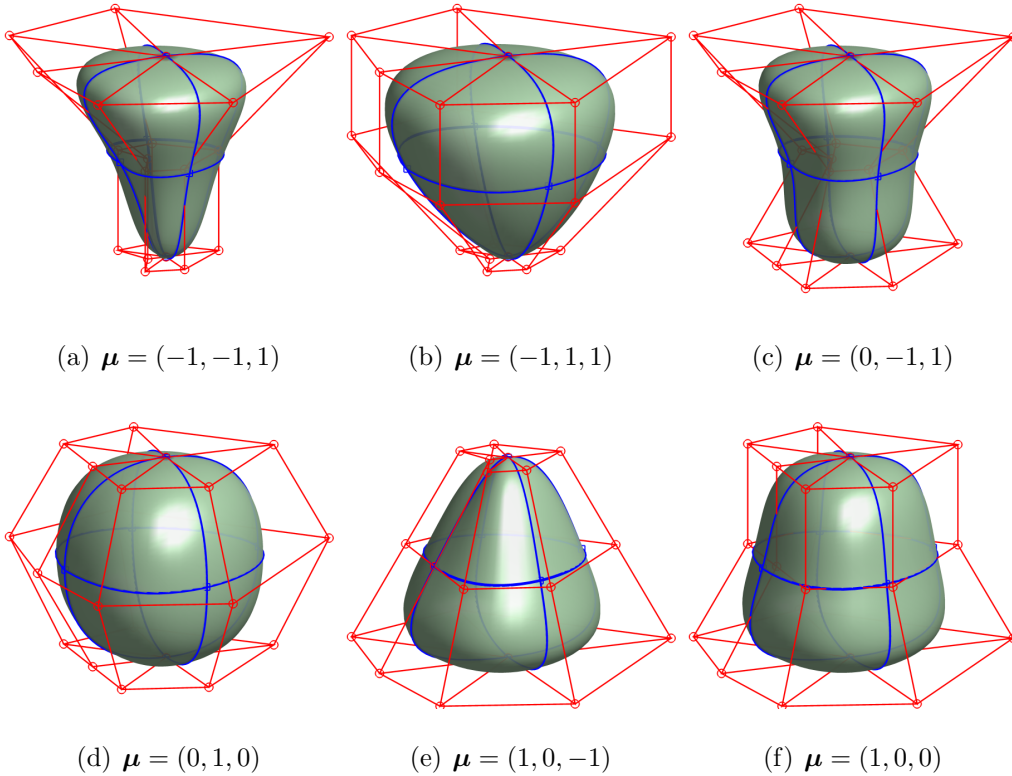 (a) μ = (−1, −1, 1)
(b) μ = (−1, 1, 1)
(c) μ = (0, −1, 1)
(d) μ = (0, 1, 0)
(e) μ = (1, 0, −1)
(f) μ = (1, 0, 0)